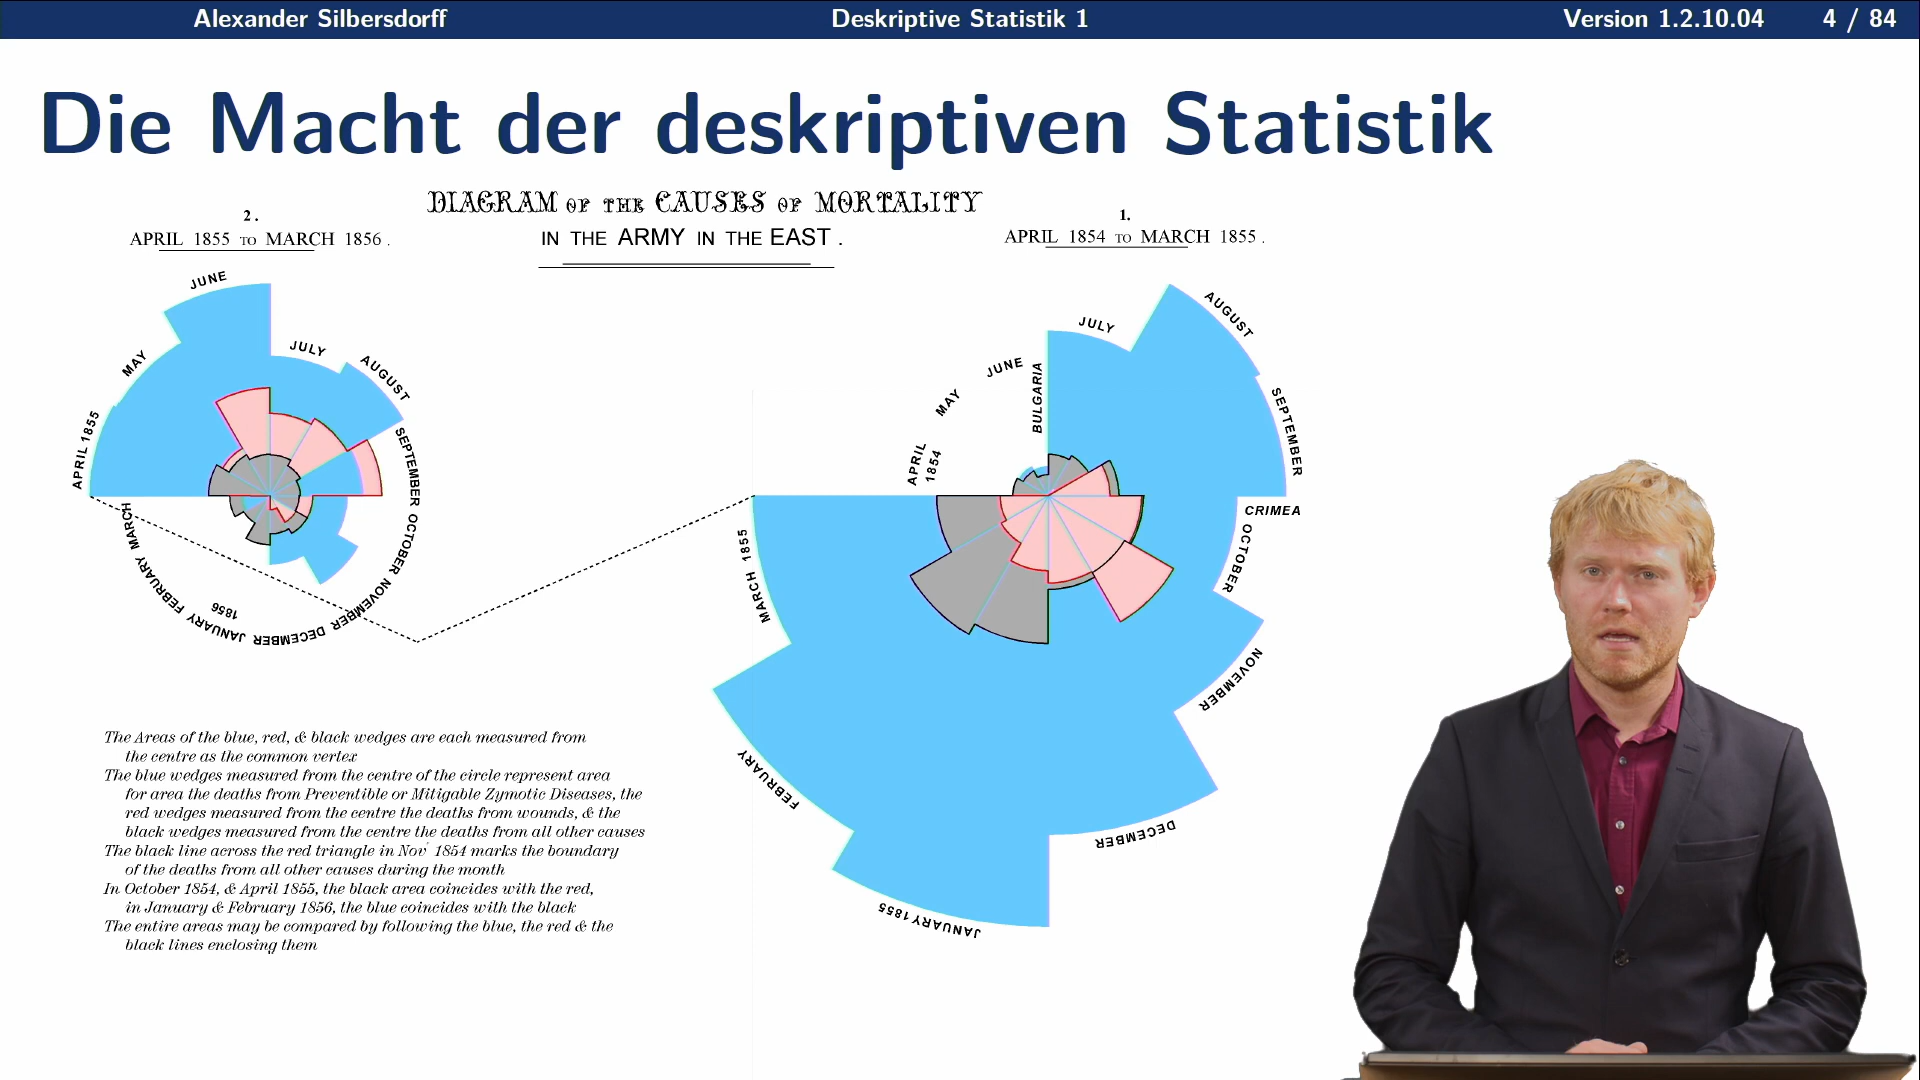 Alexander Silbersdorff
Deskriptive Statistik 1
Version 1.2.10.04
4 / 84
Die Macht der deskriptiven Statistik
DIAGRAM OF THE CAUSES OF MORTALITY
IN THE ARMY IN THE EAST .
2.
APRIL 1855 TO MARCH 1856 .
1.
APRIL 1854 TO MARCH 1855 .
APRIL 1855
MAY
JUNE
JULY
AUGUST
SEPTEMBER
OCTOBER
NOVEMBER
DECEMBER
JANUARY
1856
FEBRUARY
MARCH
APRIL
1854
MAY
JUNE
BULGARIA
JULY
AUGUST
SEPTEMBER
CRIMEA
OCTOBER
NOVEMBER
DECEMBER
JANUARY 1855
FEBRUARY
MARCH 1855
The Areas of the blue, red, & black wedges are each measured from
the centre as the common vertex
The blue wedges measured from the centre of the circle represent area
for area the deaths from Preventible or Mitigable Zymotic Diseases, the
red wedges measured from the centre the deaths from wounds, & the
black wedges measured from the centre the deaths from all other causes
The black line across the red triangle in Nov' 1854 marks the boundary
of the deaths from all other causes during the month
In October 1854, & April 1855, the black area coincides with the red,
in January & February 1856, the blue coincides with the black
The entire areas may be compared by following the blue, the red & the
black lines enclosing them